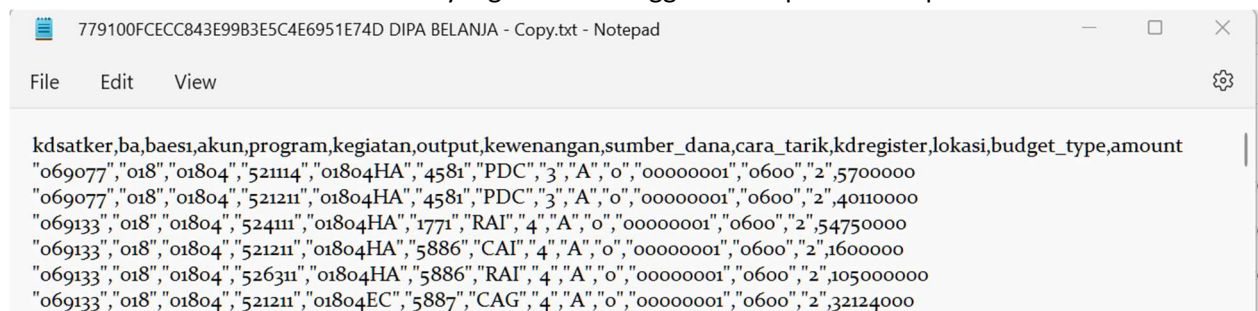 779100FCECC843E99B3E5C4E6951E74D DIPA BELANJA - Copy.txt - Notepad
File Edit View
kdsatker,ba,baes1,akun,program,kegiatan,output,kewenangan,sumber_dana,cara_tarik,kdregister,lokasi,budget_type,amount
"069077","018","01804","521114","01804HA","4581","PDC","3","A","0","00000001","0600","2",5700000
"069077","018","01804","521211","01804HA","4581","PDC","3","A","0","00000001","0600","2",40110000
"069133","018","01804","524111","01804HA","1771","RAI","4","A","0","00000001","0600","2",54750000
"069133","018","01804","521211","01804HA","5886","CAI","4","A","0","00000001","0600","2",1600000
"069133","018","01804","526311","01804HA","5886","RAI","4","A","0","00000001","0600","2",105000000
"069133","018","01804","521211","01804EC","5887","CAG","4","A","0","00000001","0600","2",32124000